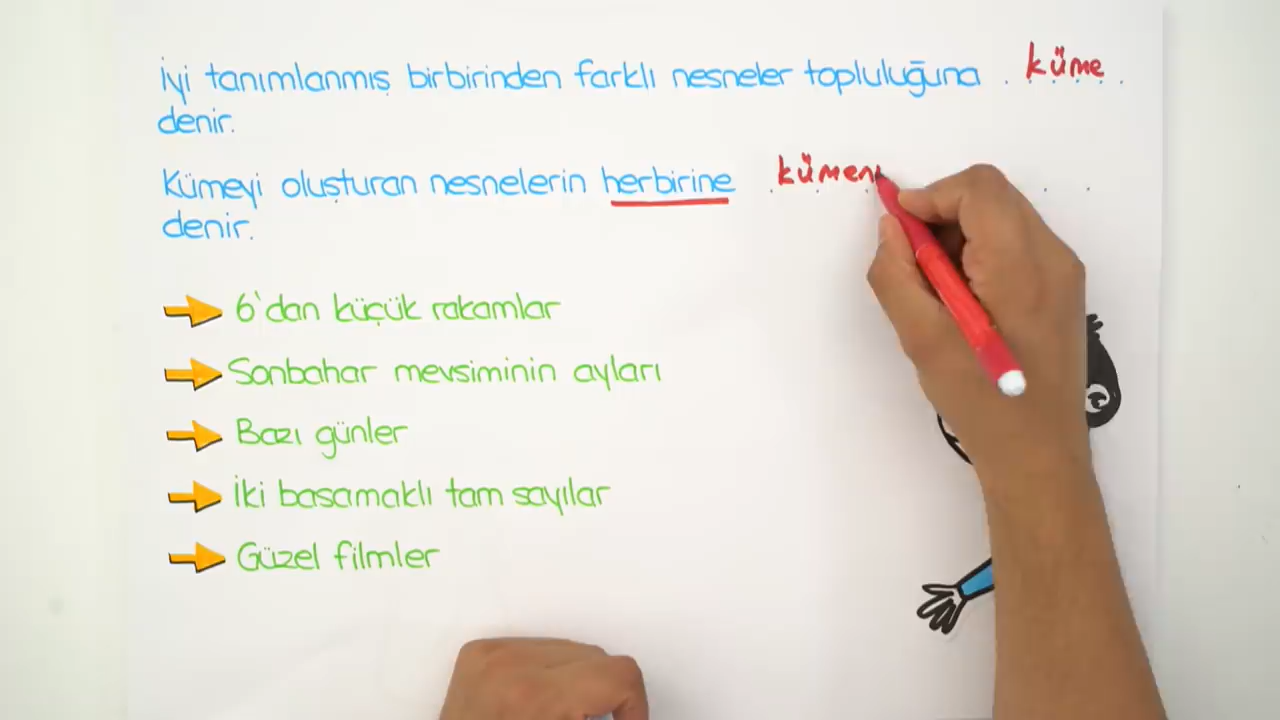 İyi tanımlanmış birbirinden farklı nesneler topluluğuna küme
denir.
Kümeyi oluşturan nesnelerin herbirine kümen
denir.
6'dan küçük rakamlar
Sonbahar mevsiminin ayları
Bazı günler
İki basamaklı tam sayılar
Güzel filmler